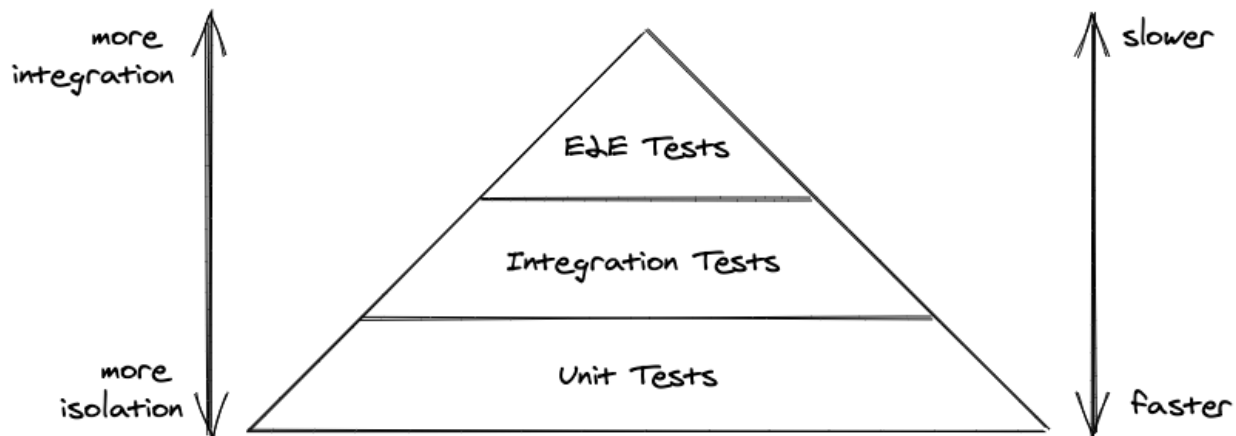 more
integration
slower
E2E Tests
Integration Tests
Unit Tests
more
isolation
faster